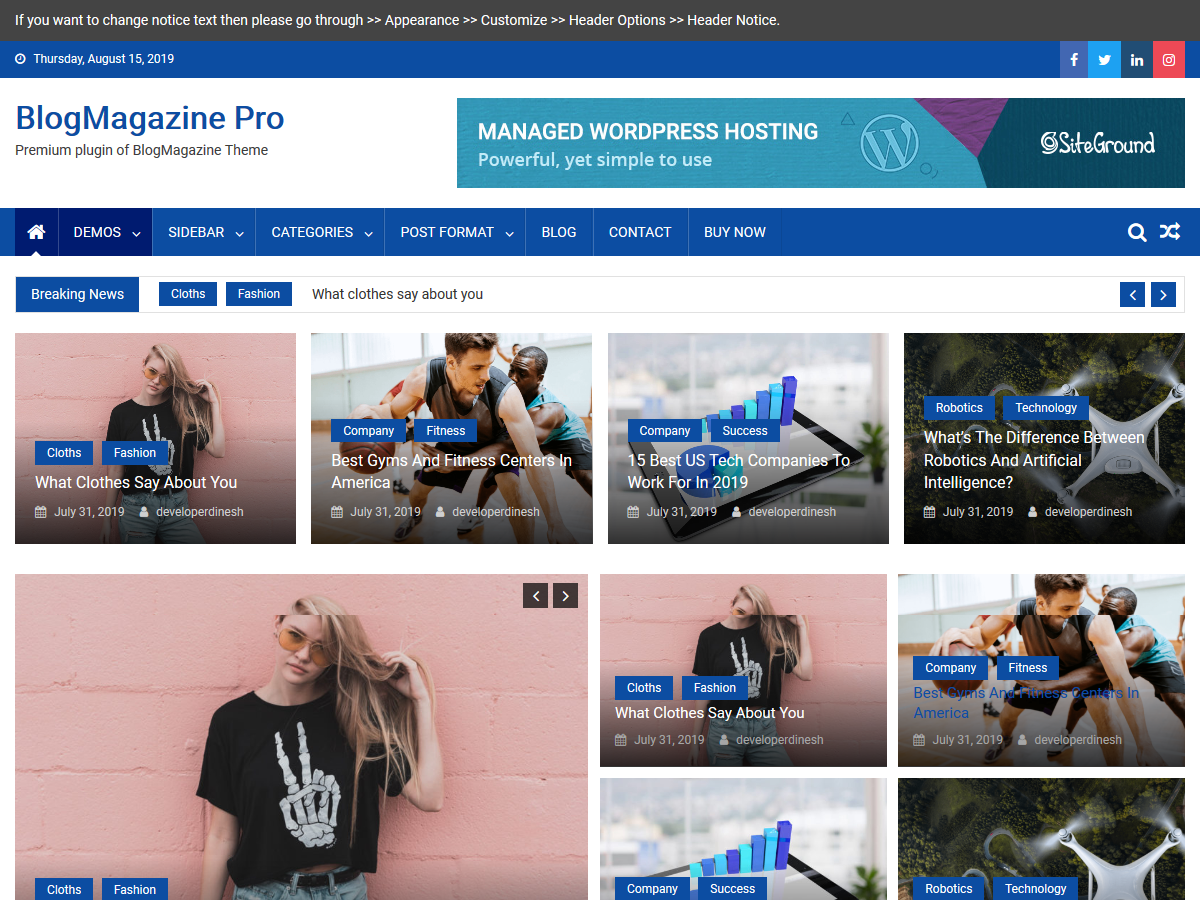 If you want to change notice text then please go through >> Appearance >> Customize >> Header Options >> Header Notice.
Thursday, August 15, 2019
BlogMagazine Pro
Premium plugin of BlogMagazine Theme
MANAGED WORDPRESS HOSTING
Powerful, yet simple to use
SiteGround
DEMOS SIDEBAR CATEGORIES POST FORMAT BLOG CONTACT BUY NOW
Breaking News Cloths Fashion What clothes say about you
Cloths Fashion
What Clothes Say About You
July 31, 2019 developerdinesh
Company Fitness
Best Gyms And Fitness Centers In
America
July 31, 2019 developerdinesh
Company Success
15 Best US Tech Companies To
Work For In 2019
July 31, 2019 developerdinesh
Robotics Technology
What's The Difference Between
Robotics And Artificial
Intelligence?
July 31, 2019 developerdinesh
Cloths Fashion
Cloths Fashion
What Clothes Say About You
July 31, 2019 developerdinesh
Company Fitness
Best Gyms And Fitness Centers In
America
July 31, 2019 developerdinesh
Company Success
Robotics Technology